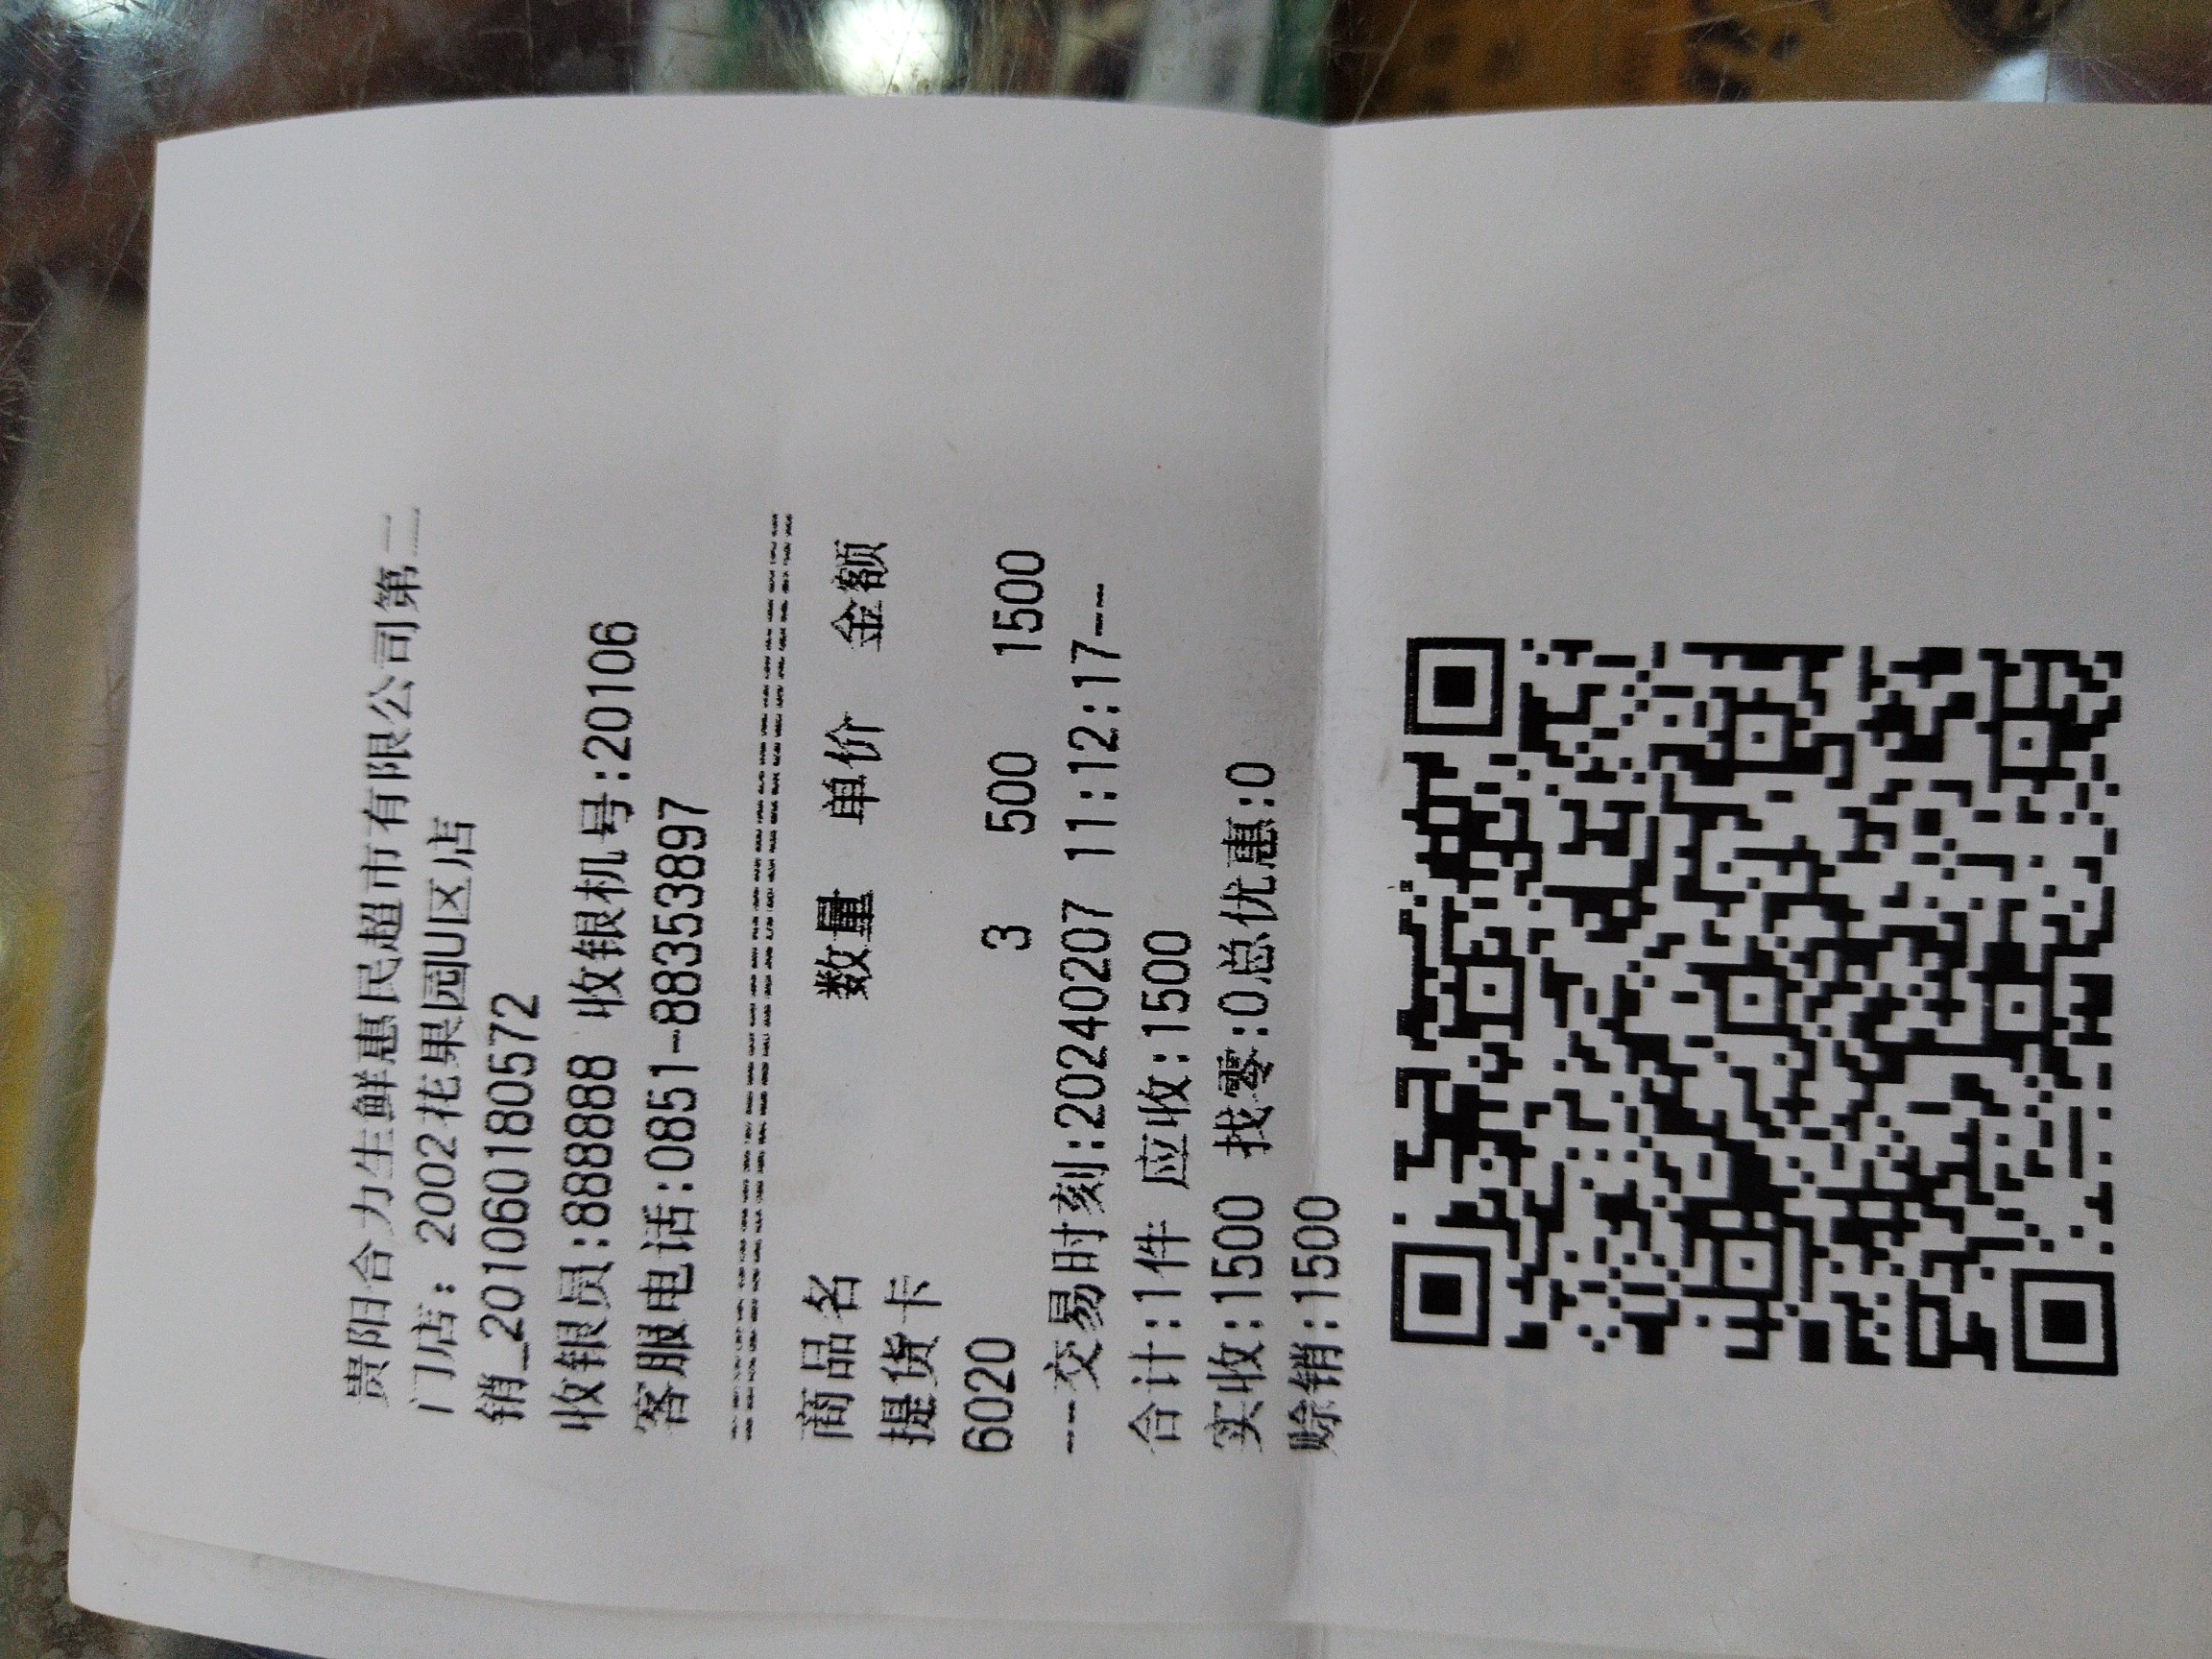 贵阳合力生鲜惠民超市有限公司第二
门店：2002花果园U区店
销_201060180572
收银员:888888 收银机号:20106
客服电话:0851-88353897
================================
商品名 数量 单价 金额
提货卡
6020 3 500 1500
--交易时刻:20240207 11:12:17--
合计:1件 应收:1500
实收:1500 找零:0总优惠:0
赊销:1500